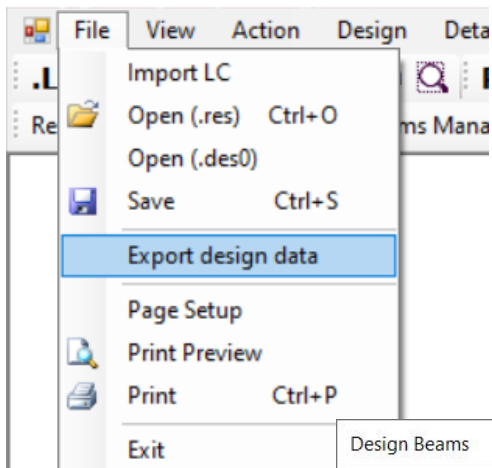 File View Action Design Deta
.L
Import LC
Open (.res) Ctrl+O
Re
ms Mana
Open (.des0)
Save Ctrl+S
Export design data
Page Setup
Print Preview
Print Ctrl+P
Exit
Design Beams